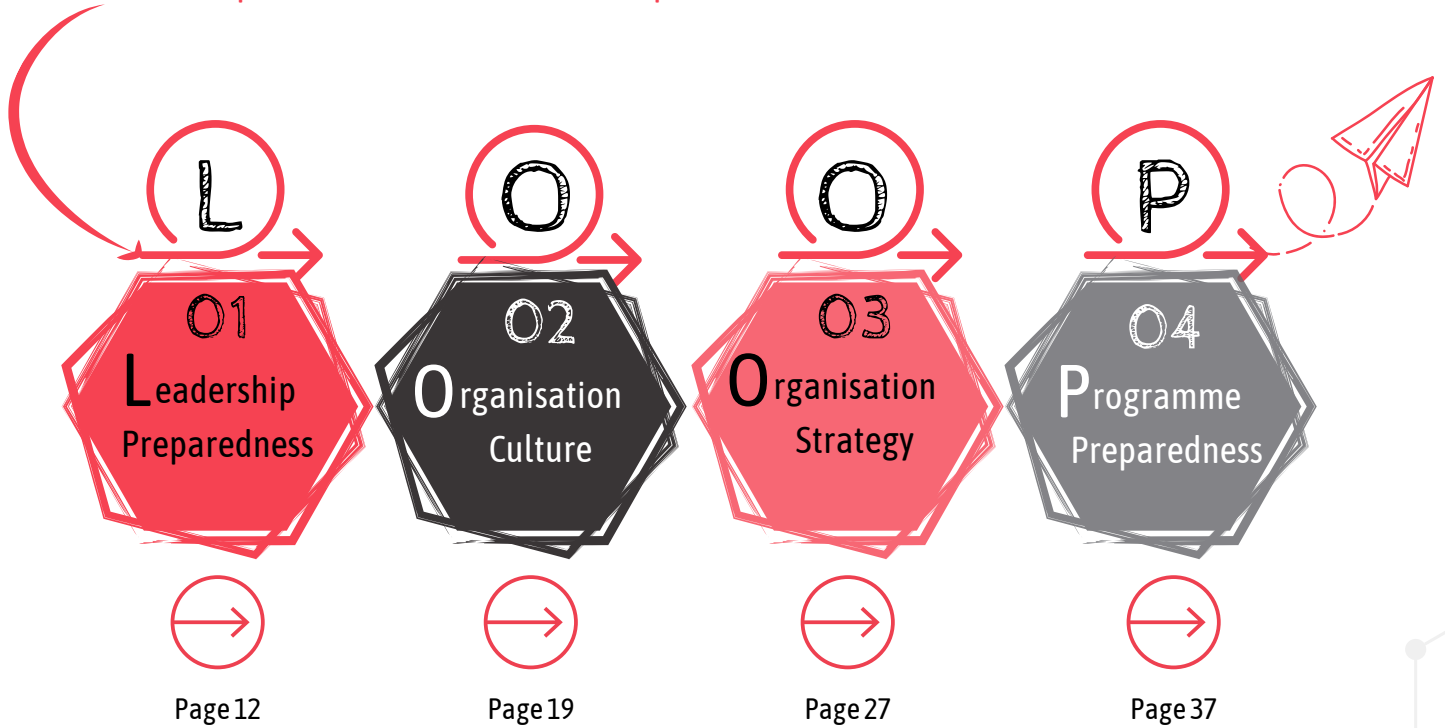 L O O P
01
Leadership
Preparedness
02
Organisation
Culture
03
Organisation
Strategy
04
Programme
Preparedness
Page 12
Page 19
Page 27
Page 37